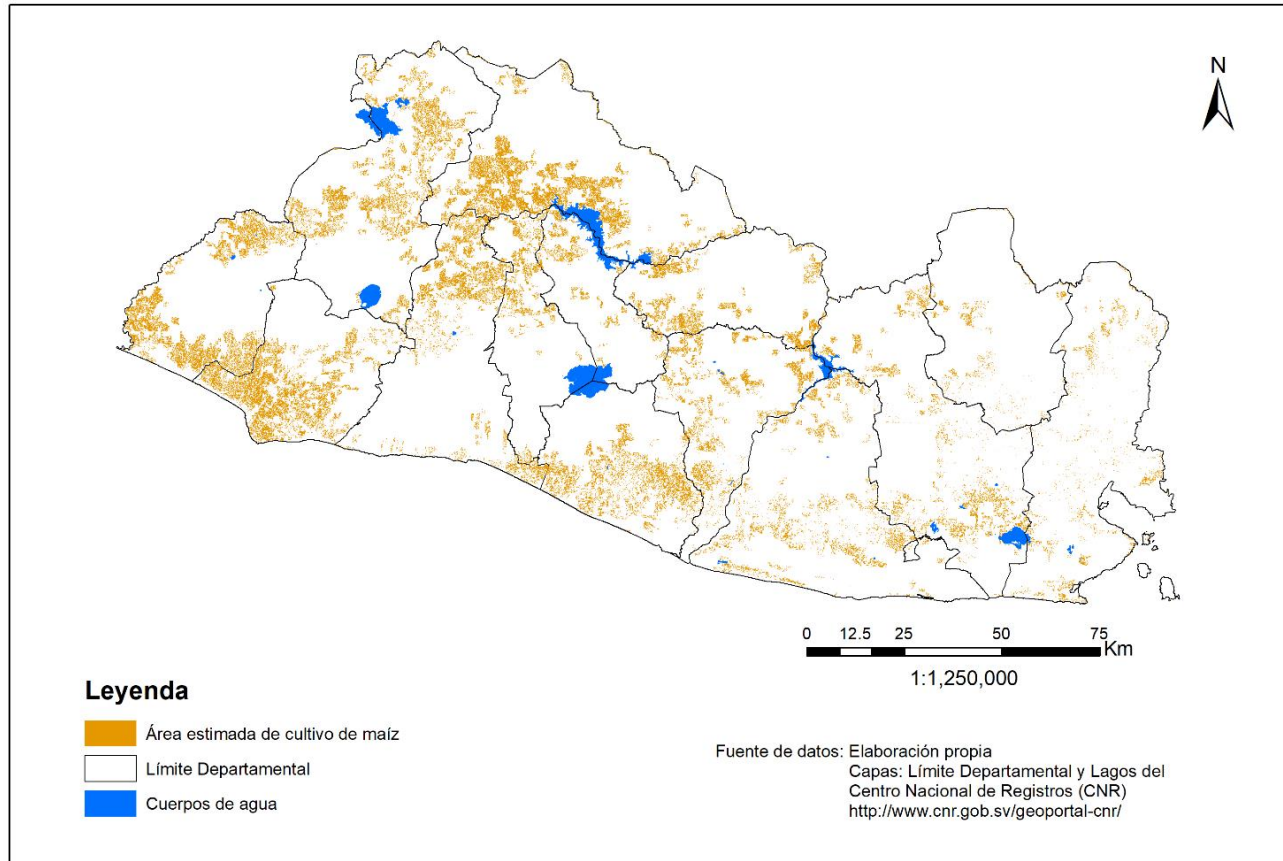 N
0 12.5 25 50 75
Km
1:1,250,000
Leyenda
Área estimada de cultivo de maíz
Límite Departamental
Cuerpos de agua
Fuente de datos: Elaboración propia
Capas: Límite Departamental y Lagos del
Centro Nacional de Registros (CNR)
http://www.cnr.gob.sv/geoportal-cnr/